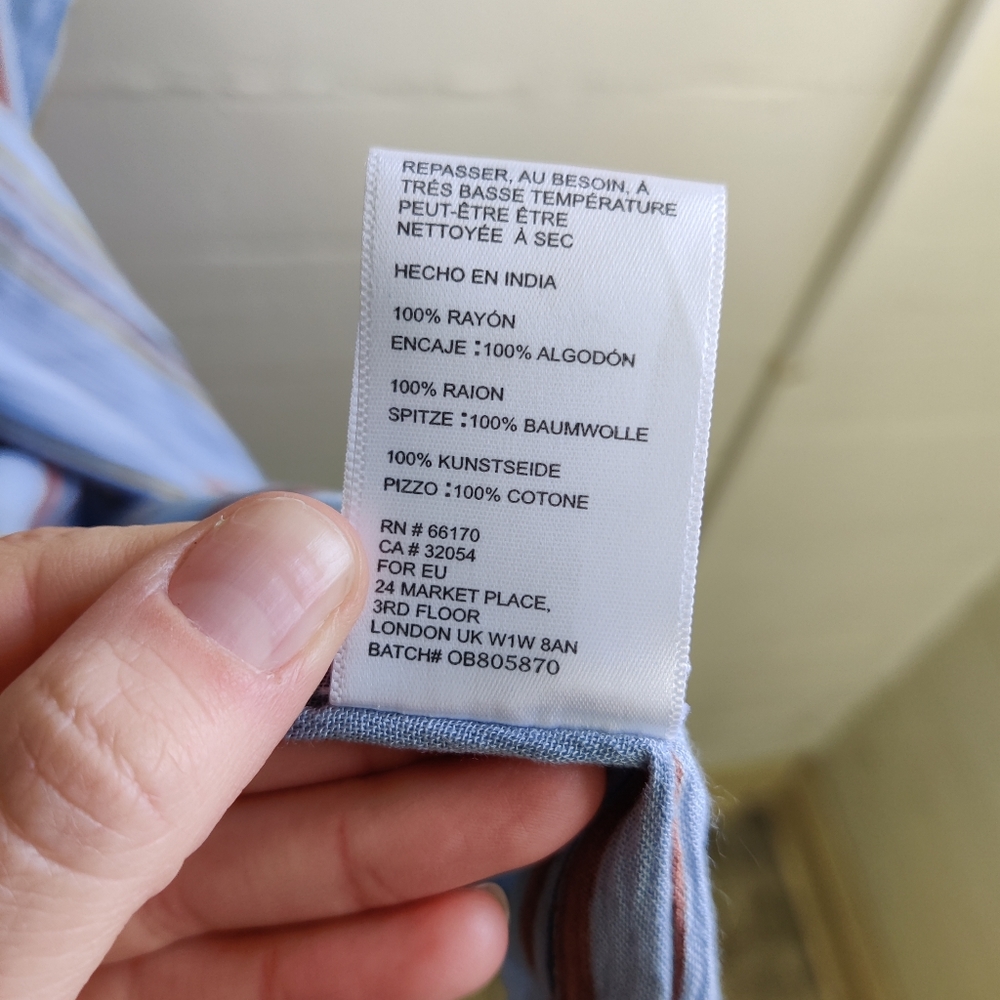 REPASSER, AU BESOIN, À
TRÉS BASSE TEMPÉRATURE
PEUT-ÊTRE ÊTRE
NETTOYÉE À SEC
HECHO EN INDIA
100% RAYÓN
ENCAJE :100% ALGODÓN
100% RAION
SPITZE :100% BAUMWOLLE
100% KUNSTSEIDE
PIZZO :100% COTONE
RN # 66170
CA # 32054
FOR EU
24 MARKET PLACE,
3RD FLOOR
LONDON UK W1W 8AN
BATCH# OB805870